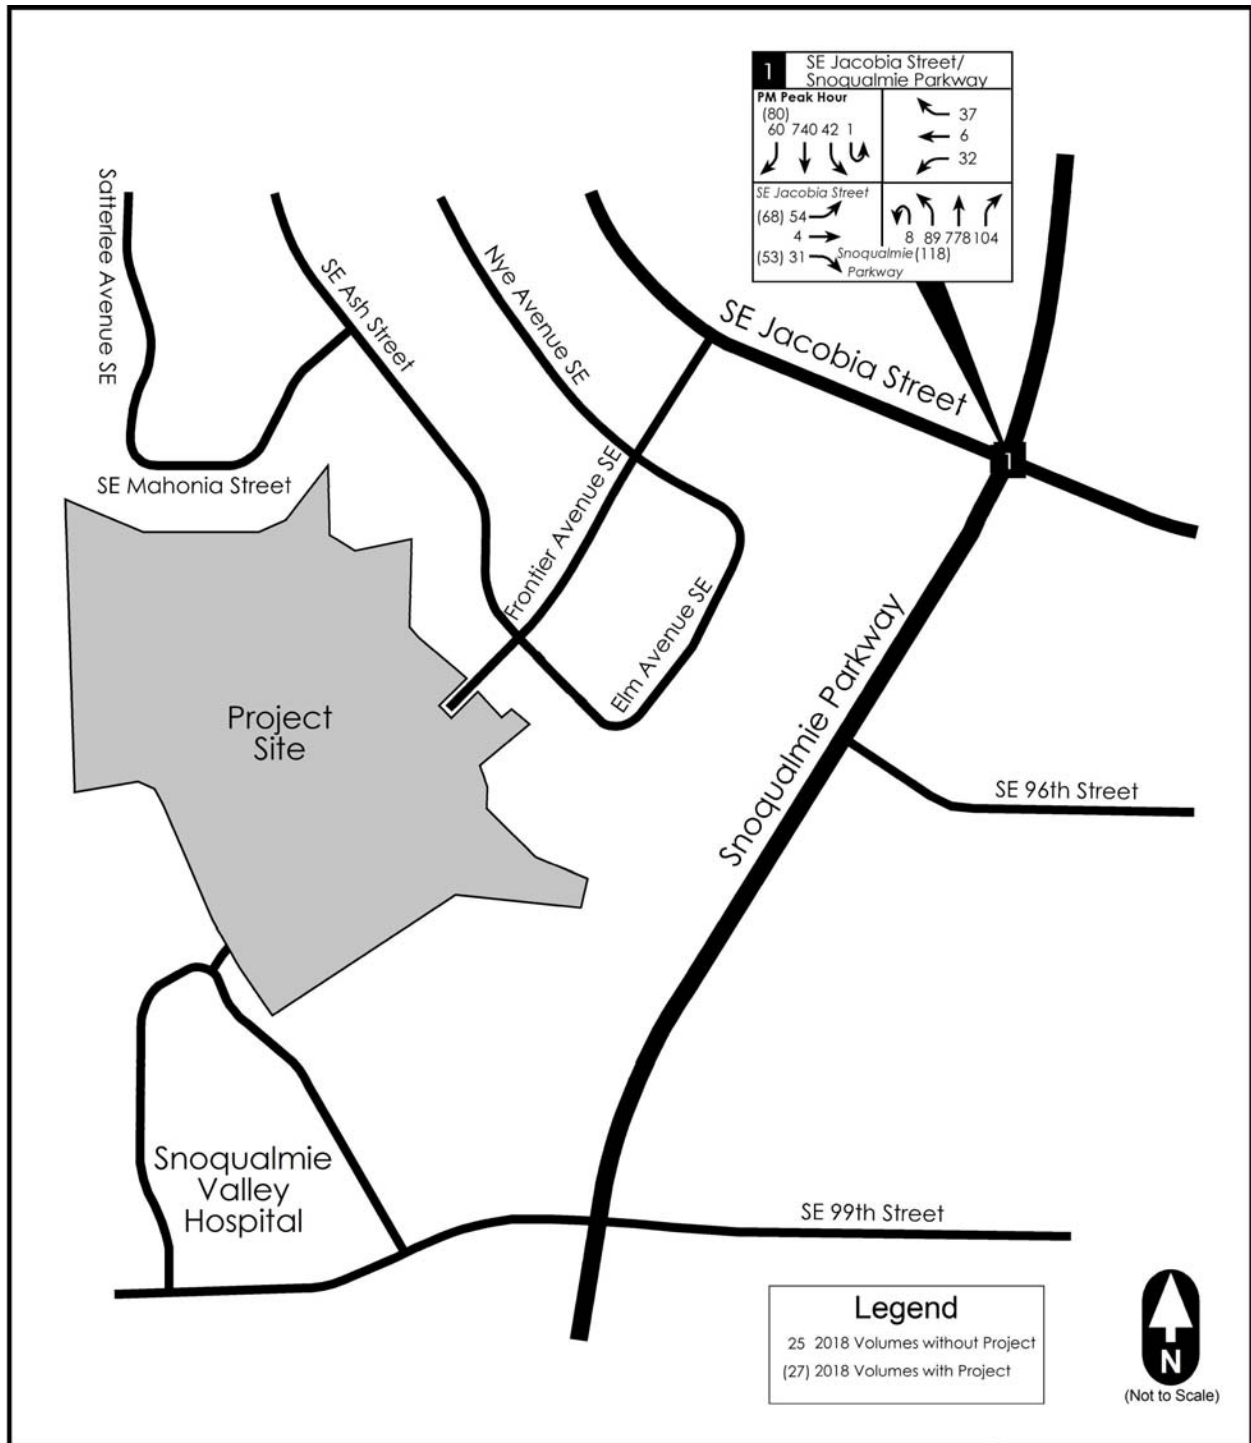 1
SE Jacobia Street/
Snoqualmie Parkway
PM Peak Hour
(80)
60 740 42 1
37
6
32
SE Jacobia Street
(68) 54
4
(53) 31
8 89 778 104
Snoqualmie (118)
Parkway
Satterlee Avenue SE
SE Ash Street
Nye Avenue SE
SE Jacobia Street
1
SE Mahonia Street
Frontier Avenue SE
Elm Avenue SE
Snoqualmie Parkway
Project
Site
SE 96th Street
Snoqualmie
Valley
Hospital
SE 99th Street
Legend
25 2018 Volumes without Project
(27) 2018 Volumes with Project
N
(Not to Scale)